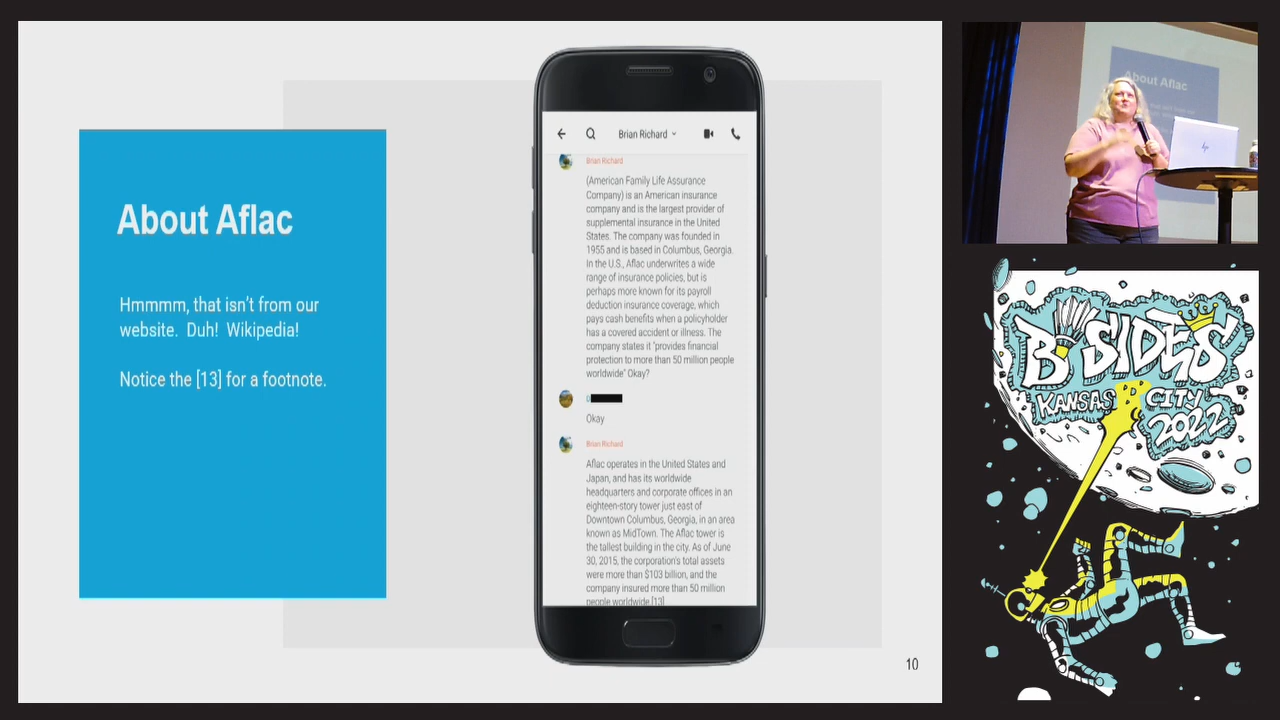 About Aflac
Hmmmm, that isn't from our
website. Duh! Wikipedia!
Notice the [13] for a footnote.
Brian Richard
Brian Richard
(American Family Life Assurance
Company) is an American insurance
company and is the largest provider of
supplemental insurance in the United
States. The company was founded in
1955 and is based in Columbus, Georgia.
In the U.S., Aflac underwrites a wide
range of insurance policies, but is
perhaps more known for its payroll
deduction insurance coverage, which
pays cash benefits when a policyholder
has a covered accident or illness. The
company states it "provides financial
protection to more than 50 million people
worldwide" Okay?
Okay
Brian Richard
Aflac operates in the United States and
Japan, and has its worldwide
headquarters and corporate offices in an
eighteen-story tower just east of
Downtown Columbus, Georgia, in an area
known as MidTown. The Aflac tower is
the tallest building in the city. As of June
30, 2015, the corporation's total assets
were more than $103 billion, and the
company insured more than 50 million
people worldwide.[13]
10
About Aflac
hp
BSIDES
KANSAS CITY
2022